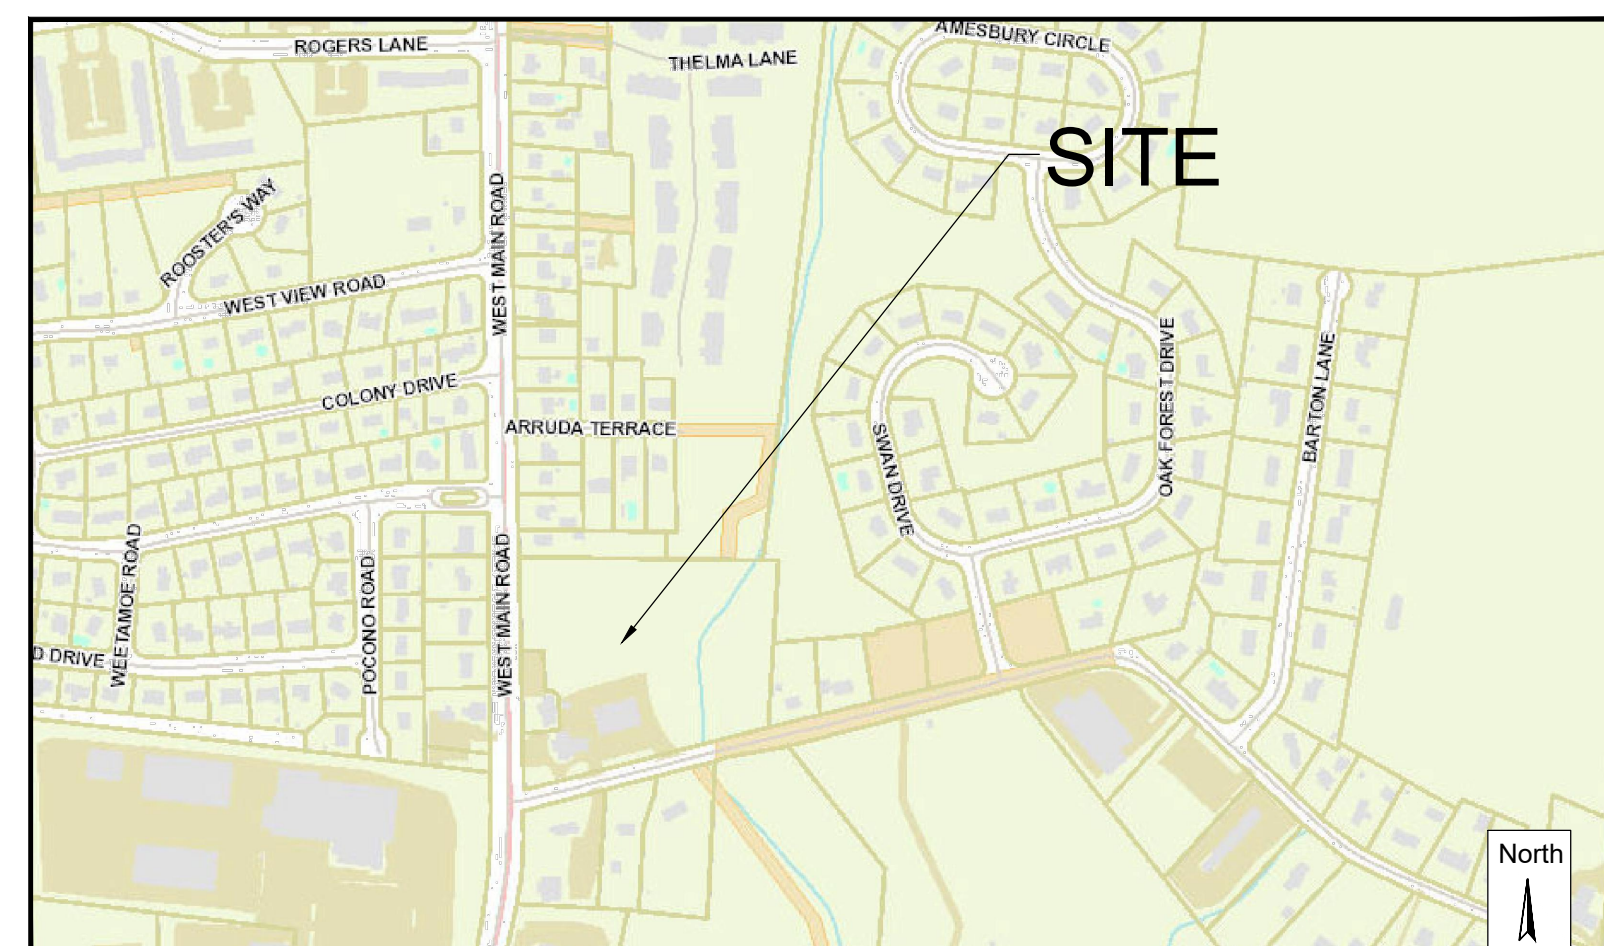 AMESBURY CIRCLE
ROGERS LANE
THELMA LANE
SITE
WEST MAIN ROAD
ROOSTER'S WAY
WEST VIEW ROAD
OAK FOREST DRIVE
BARTON LANE
COLONY DRIVE
ARRUDA TERRACE
SWAN DRIVE
WEETAMOE ROAD
POCONO ROAD
WEST MAIN ROAD
D DRIVE
North